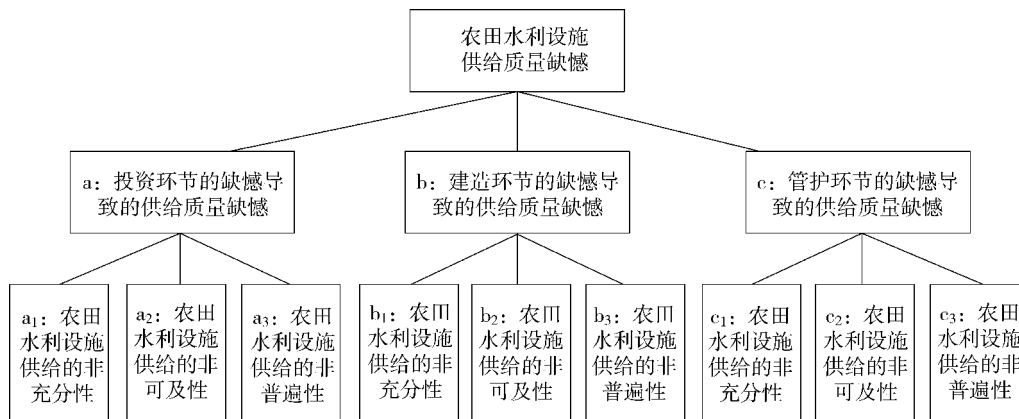 农田水利设施
供给质量缺憾
a：投资环节的缺憾导
致的供给质量缺憾
b：建造环节的缺憾导
致的供给质量缺憾
c：管护环节的缺憾导
致的供给质量缺憾
a₁：农田
水利设施
供给的非
充分性
a₂：农田
水利设施
供给的非
可及性
a₃：农田
水利设施
供给的非
普遍性
b₁：农田
水利设施
供给的非
充分性
b₂：农田
水利设施
供给的非
可及性
b₃：农田
水利设施
供给的非
普遍性
c₁：农田
水利设施
供给的非
充分性
c₂：农田
水利设施
供给的非
可及性
c₃：农田
水利设施
供给的非
普遍性